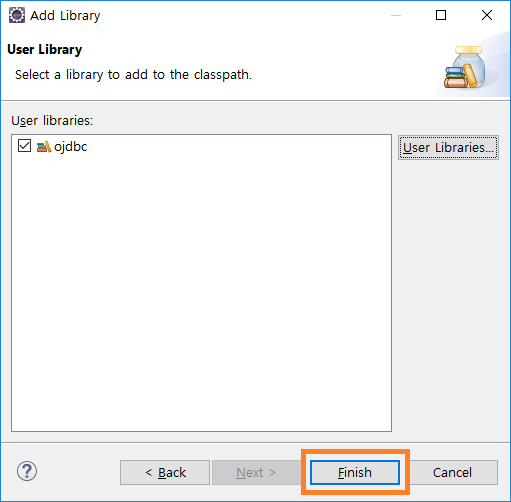 Add Library
User Library
Select a library to add to the classpath.
User libraries:
ojdbc
User Libraries...
?
< Back
Next >
Finish
Cancel